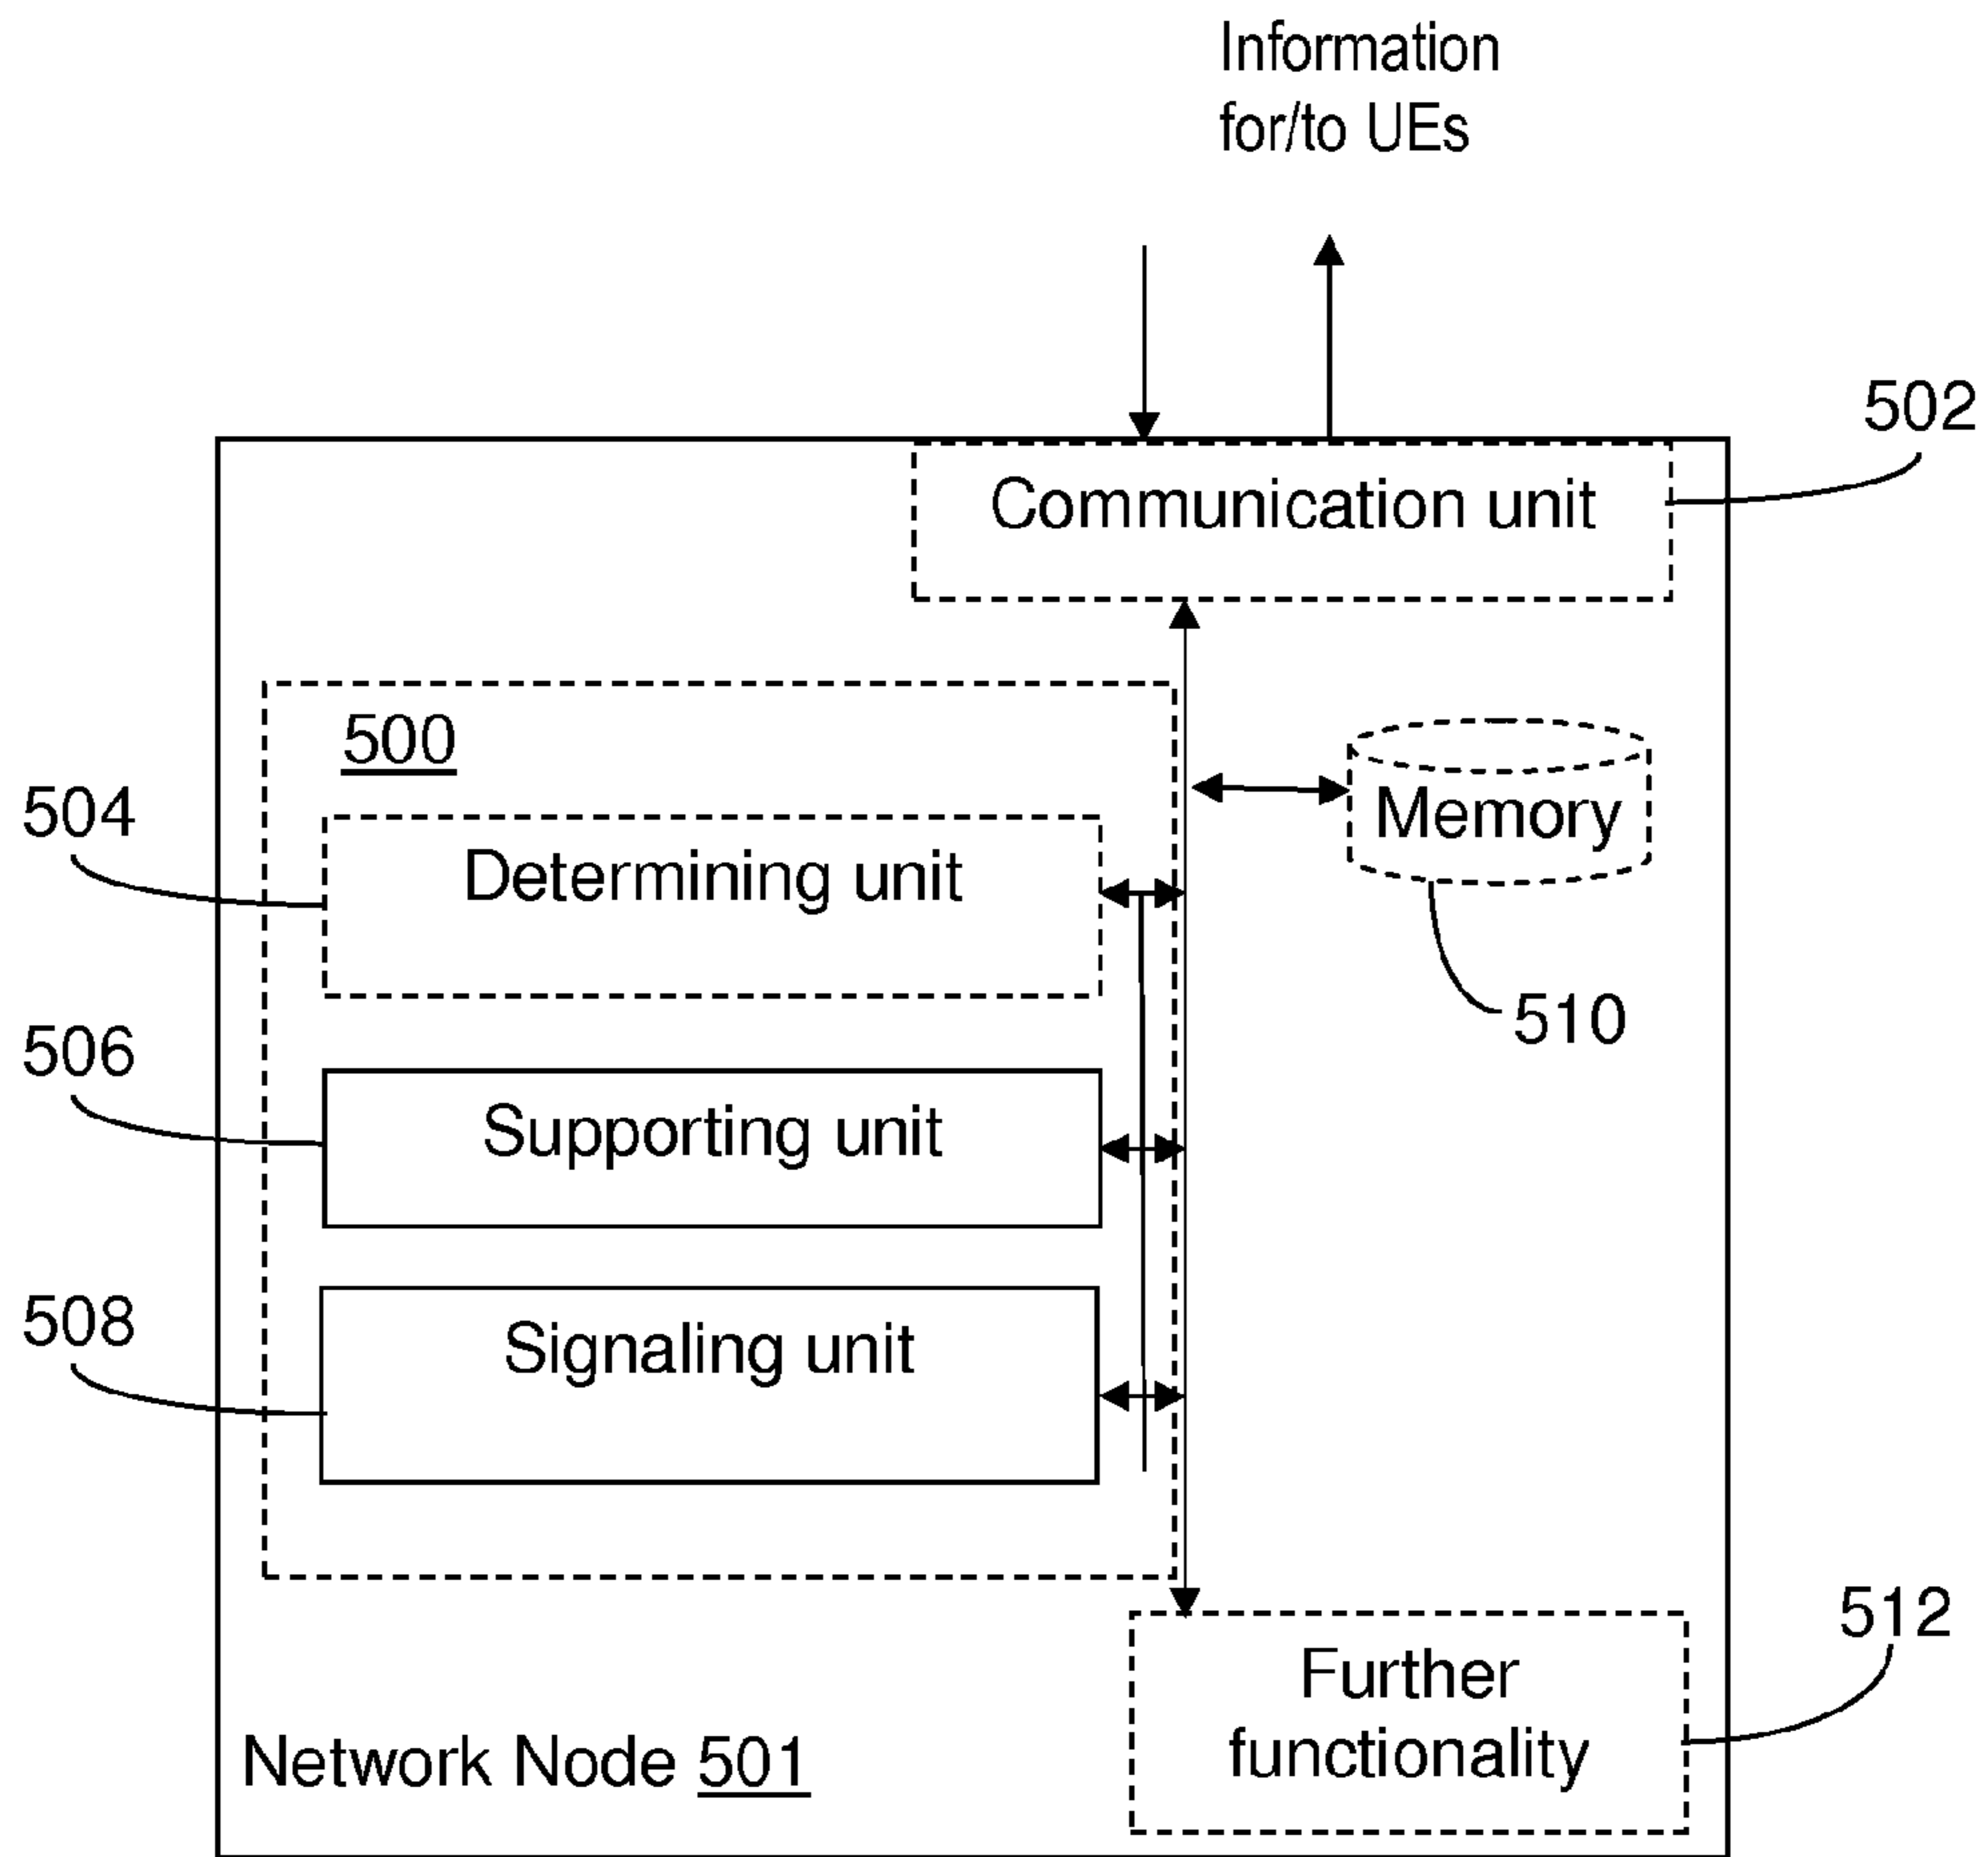 Information
for/to UEs
502
Communication unit
500
504
Determining unit
Memory
510
506
Supporting unit
508
Signaling unit
512
Further
functionality
Network Node 501